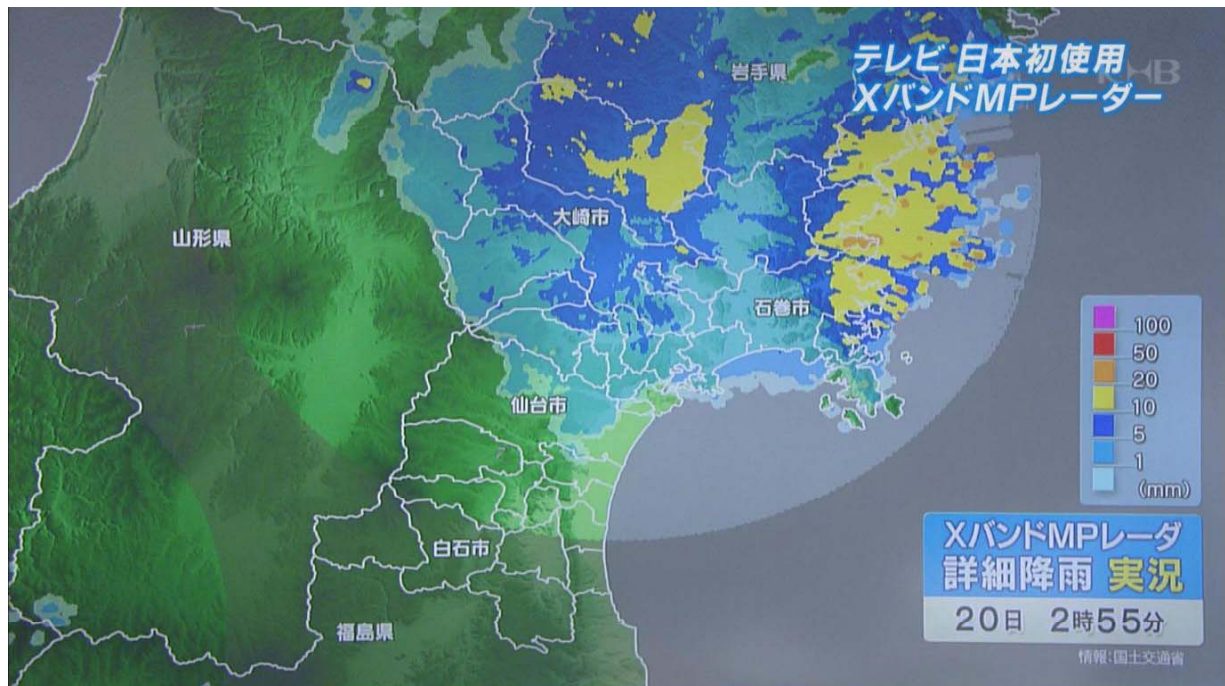 テレビ 日本初使用
KHB
XバンドMPレーダー
岩手県
大崎市
山形県
石巻市
仙台市
白石市
福島県
100
50
20
10
5
1
(mm)
XバンドMPレーダ
詳細降雨 実況
20日 2時55分
情報:国土交通省